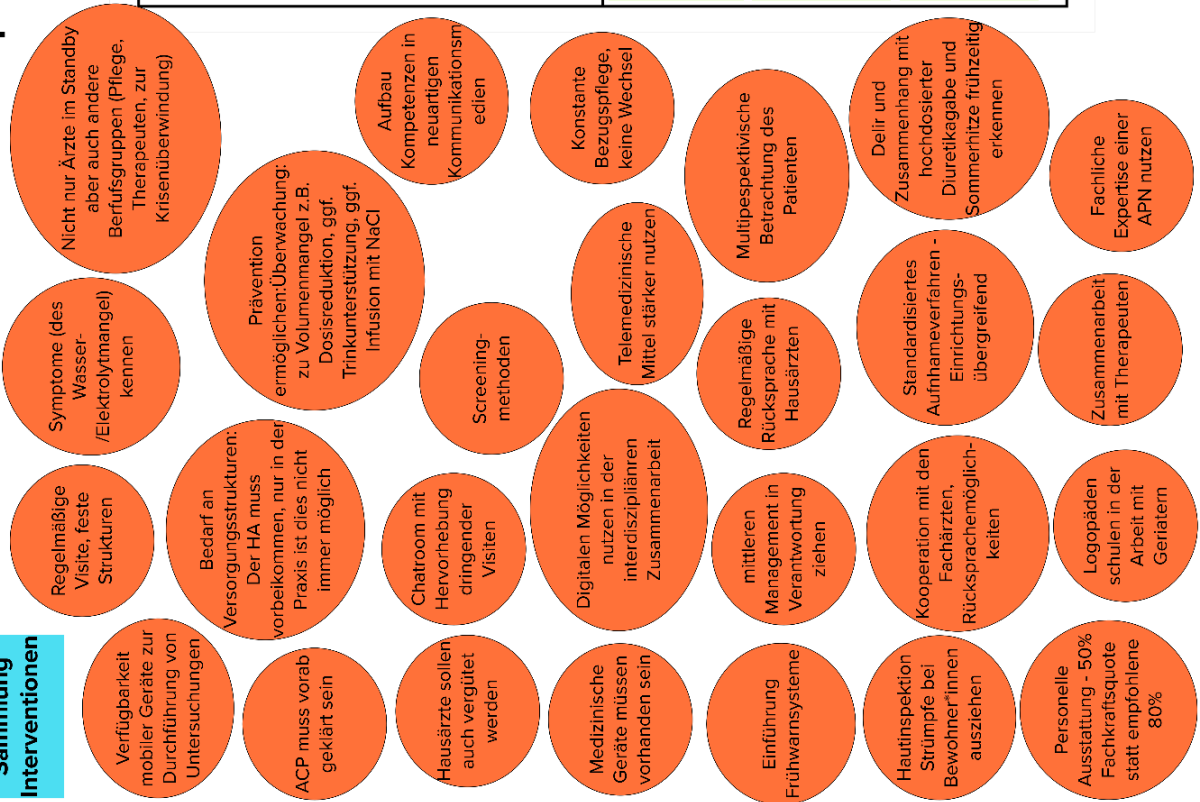 Sammlung
Interventionen
Verfügbarkeit
mobiler Geräte zur
Durchführung von
Untersuchungen
Regelmäßige
Visite, feste
Strukturen
Symptome (des
Wasser-
/Elektrolytmangel)
kennen
Nicht nur Ärzte im Standby
aber auch andere
Berfufsgruppen (Pflege,
Therapeuten, zur
Krisenüberwindung)
ACP muss vorab
geklärt sein
Bedarf an
Versorgungsstrukturen:
Der HA muss
vorbeikommen, nur in der
Praxis ist dies nicht
immer möglich
Prävention
ermöglichen:Überwachung:
zu Volumenmangel z.B.
Dosisreduktion, ggf.
Trinkunterstützung, ggf.
Infusion mit NaCl
Hausärzte sollen
auch vergütet
werden
Chatroom mit
Hervorhebung
dringender
Visiten
Screening-
methoden
Aufbau
Kompetenzen in
neuartigen
Kommunikationsm
edien
Medizinische
Geräte müssen
vorhanden sein
Digitalen Möglichkeiten
nutzen in der
interdispliänren
Zusammenarbeit
Telemedizinische
Mittel stärker nutzen
Konstante
Bezugspflege,
keine Wechsel
Einführung
Frühwarnsysteme
mittleren
Management in
Verantwortung
ziehen
Regelmäßige
Rücksprache mit
Hausärzten
Multipespektivische
Betrachtung des
Patienten
Hautinspektion
Strümpfe bei
Bewohner*innen
ausziehen
Kooperation mit den
Fachärzten,
Rücksprachemöglich-
keiten
Standardisiertes
Aufnhameverfahren -
Einrichtungs-
übergreifend
Delir und
Zusammenhang mit
hochdosierter
Diuretikagabe und
Sommerhitze frühzeitig
erkennen
Personelle
Ausstattung - 50%
Fachkraftsquote
statt empfohlene
80%
Logopäden
schulen in der
Arbeit mit
Geriatern
Zusammenarbeit
mit Therapeuten
Fachliche
Expertise einer
APN nutzen